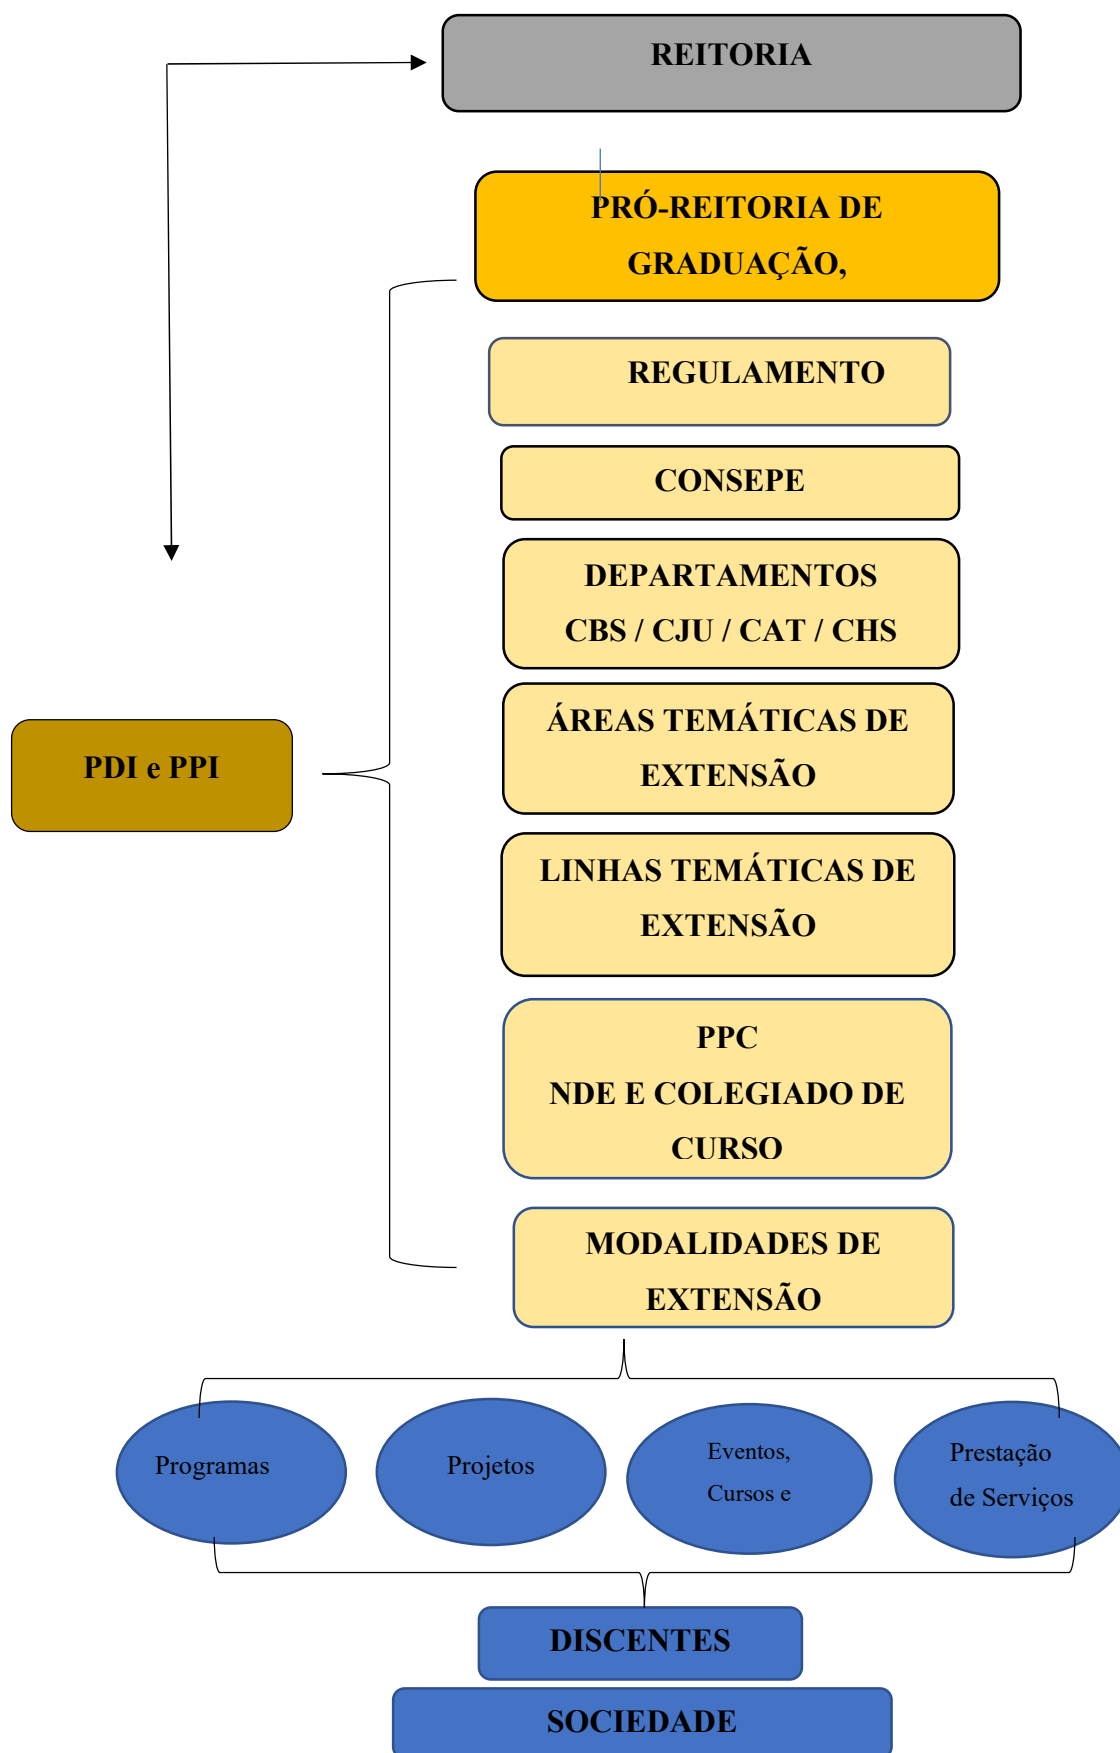 REITORIA
PRÓ-REITORIA DE
GRADUAÇÃO,
REGULAMENTO
CONSEPE
DEPARTAMENTOS
CBS / CJU / CAT / CHS
ÁREAS TEMÁTICAS DE
EXTENSÃO
PDI e PPI
LINHAS TEMÁTICAS DE
EXTENSÃO
PPC
NDE E COLEGIADO DE
CURSO
MODALIDADES DE
EXTENSÃO
Programas
Projetos
Eventos,
Cursos e
Prestação
de Serviços
DISCENTES
SOCIEDADE